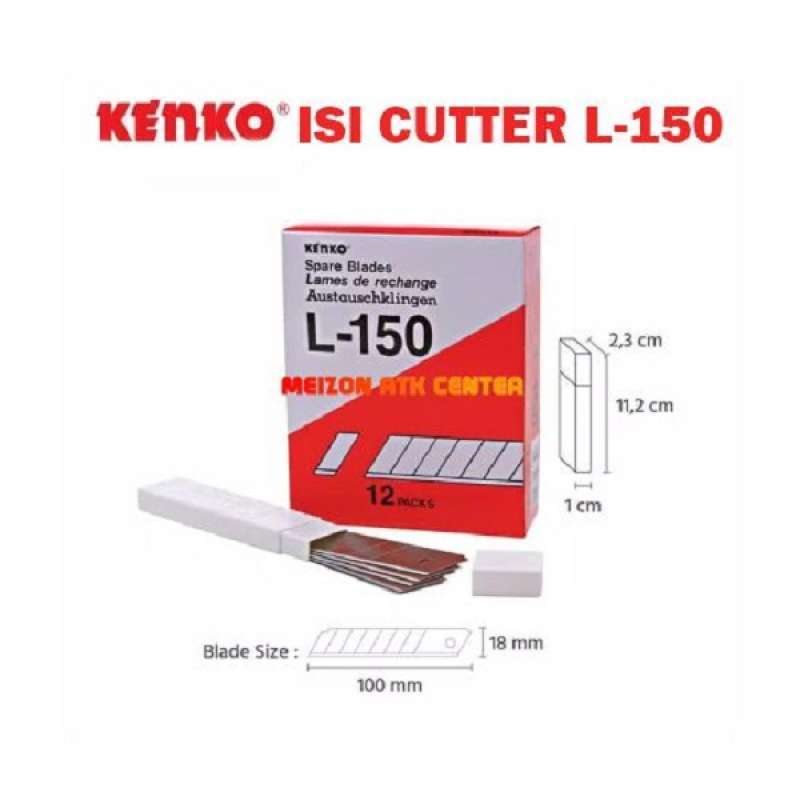 KENKO® ISI CUTTER L-150
KENKO®
Spare Blades
Lames de rechange
Austauschklingen
L-150
MEIZON ATK CENTER
12 PACKS
2,3 cm
11,2 cm
1 cm
Blade Size :
18 mm
100 mm